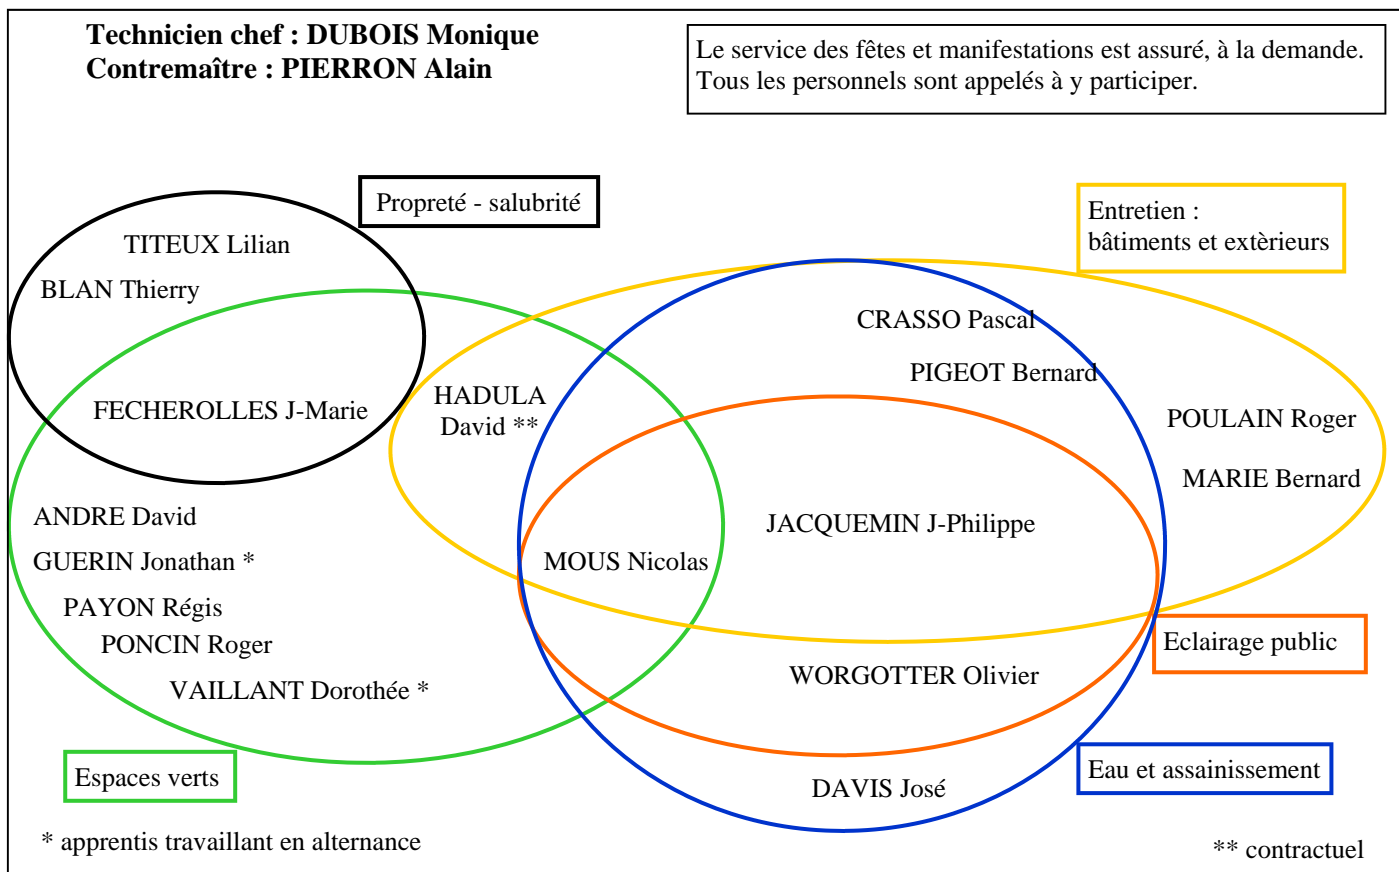 Technicien chef : DUBOIS Monique
Contremaître : PIERRON Alain
Le service des fêtes et manifestations est assuré, à la demande.
Tous les personnels sont appelés à y participer.
Propreté - salubrité
Entretien :
bâtiments et extèrieurs
TITEUX Lilian
BLAN Thierry
CRASSO Pascal
PIGEOT Bernard
FECHEROLLES J-Marie
HADULA
David **
POULAIN Roger
MARIE Bernard
ANDRE David
JACQUEMIN J-Philippe
GUERIN Jonathan *
MOUS Nicolas
PAYON Régis
PONCIN Roger
Eclairage public
WORGOTTER Olivier
VAILLANT Dorothée *
Espaces verts
Eau et assainissement
DAVIS José
* apprentis travaillant en alternance
** contractuel